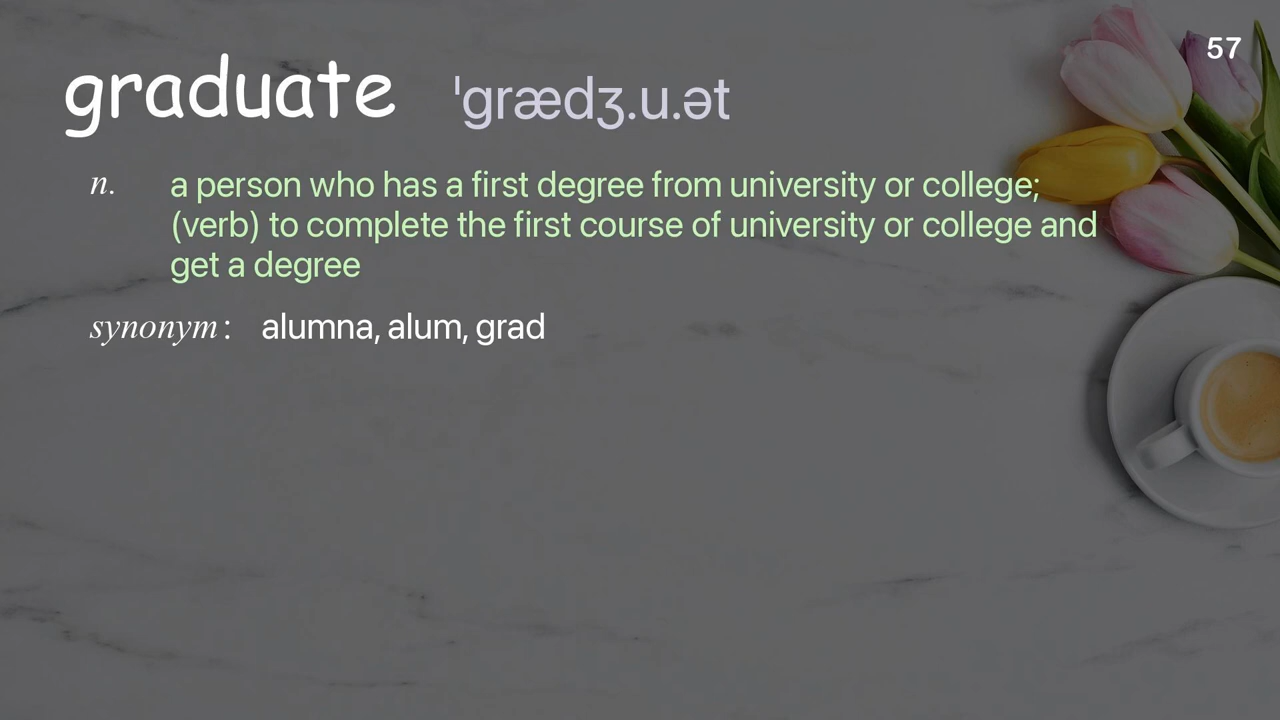 57
graduate ˈɡrædʒ.u.ət
n. a person who has a first degree from university or college;
(verb) to complete the first course of university or college and
get a degree
synonym: alumna, alum, grad